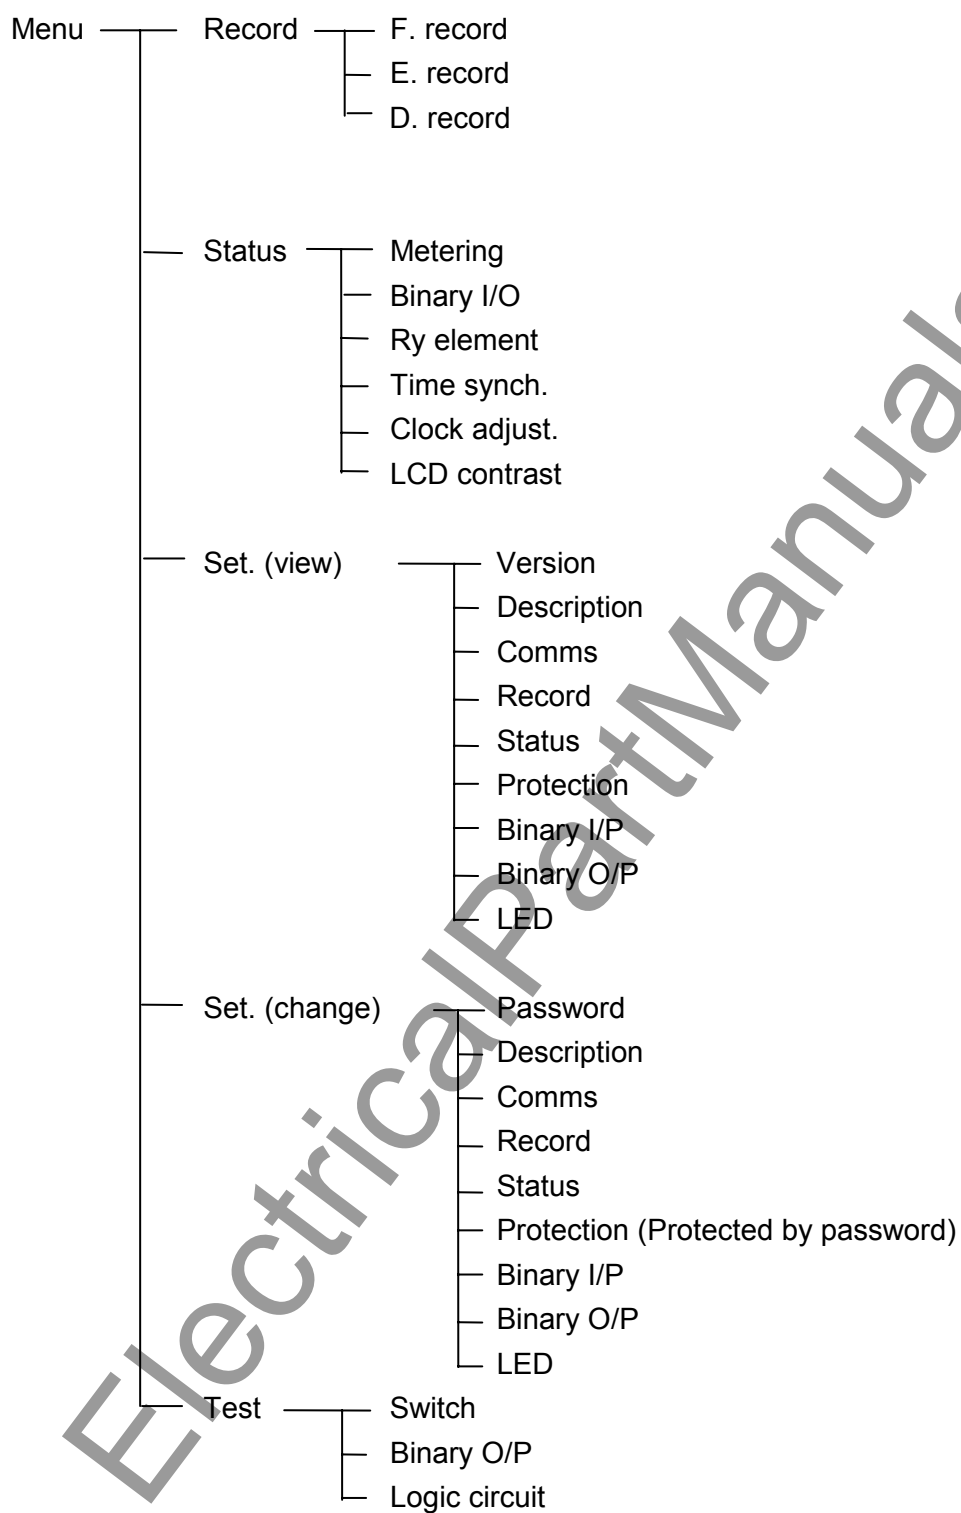 Menu Record F. record
E. record
D. record
Status Metering
Binary I/O
Ry element
Time synch.
Clock adjust.
LCD contrast
Set. (view) Version
Description
Comms
Record
Status
Protection
Binary I/P
Binary O/P
LED
Set. (change) Password
Description
Comms
Record
Status
Protection (Protected by password)
Binary I/P
Binary O/P
LED
Test Switch
Binary O/P
Logic circuit
ElectricalPartManuals